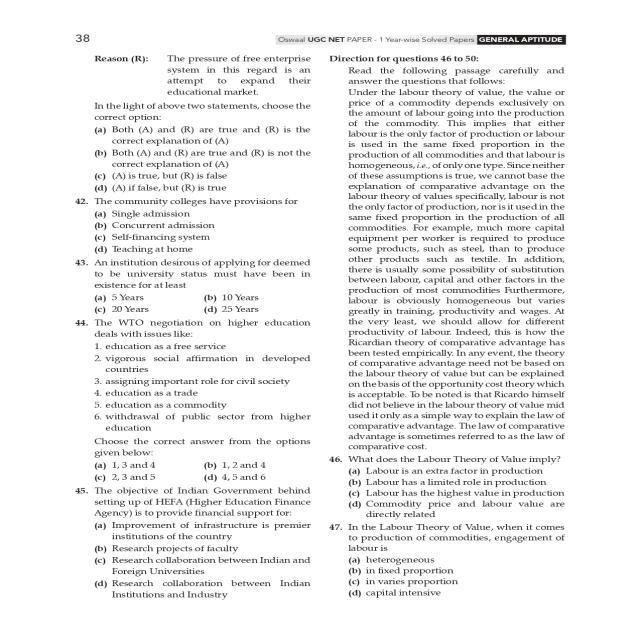 38
Oswaal UGC NET PAPER - 1 Year-wise Solved Papers GENERAL APTITUDE
Reason (R): The pressure of free enterprise
system in this regard is an
attempt to expand their
educational market.
In the light of above two statements, choose the
correct option:
(a) Both (A) and (R) are true and (R) is the
correct explanation of (A)
(b) Both (A) and (R) are true and (R) is not the
correct explanation of (A)
(c) (A) is true, but (R) is false
(d) (A) if false, but (R) is true
42. The community colleges have provisions for
(a) Single admission
(b) Concurrent admission
(c) Self-financing system
(d) Teaching at home
43. An institution desirous of applying for deemed
to be university status must have been in
existence for at least
(a) 5 Years (b) 10 Years
(c) 20 Years (d) 25 Years
44. The WTO negotiation on higher education
deals with issues like:
1. education as a free service
2. vigorous social affirmation in developed
countries
3. assigning important role for civil society
4. education as a trade
5. education as a commodity
6. withdrawal of public sector from higher
education
Choose the correct answer from the options
given below:
(a) 1, 3 and 4 (b) 1, 2 and 4
(c) 2, 3 and 5 (d) 4, 5 and 6
45. The objective of Indian Government behind
setting up of HEFA (Higher Education Finance
Agency) is to provide financial support for:
(a) Improvement of infrastructure is premier
institutions of the country
(b) Research projects of faculty
(c) Research collaboration between Indian and
Foreign Universities
(d) Research collaboration between Indian
Institutions and Industry
Direction for questions 46 to 50:
Read the following passage carefully and
answer the questions that follows:
Under the labour theory of value, the value or
price of a commodity depends exclusively on
the amount of labour going into the production
of the commodity. This implies that either
labour is the only factor of production or labour
is used in the same fixed proportion in the
production of all commodities and that labour is
homogeneous, i.e., of only one type. Since neither
of these assumptions is true, we cannot base the
explanation of comparative advantage on the
labour theory of values specifically, labour is not
the only factor of production, nor is it used in the
same fixed proportion in the production of all
commodities. For example, much more capital
equipment per worker is required to produce
some products, such as steel, than to produce
other products such as textile. In addition,
there is usually some possibility of substitution
between labour, capital and other factors in the
production of most commodities Furthermore,
labour is obviously homogeneous but varies
greatly in training, productivity and wages. At
the very least, we should allow for different
productivity of labour. Indeed, this is how the
Ricardian theory of comparative advantage has
been tested empirically. In any event, the theory
of comparative advantage need not be based on
the labour theory of value but can be explained
on the basis of the opportunity cost theory which
is acceptable. To be noted is that Ricardo himself
did not believe in the labour theory of value mid
used it only as a simple way to explain the law of
comparative advantage. The law of comparative
advantage is sometimes referred to as the law of
comparative cost.
46. What does the Labour Theory of Value imply?
(a) Labour is an extra factor in production
(b) Labour has a limited role in production
(c) Labour has the highest value in production
(d) Commodity price and labour value are
directly related
47. In the Labour Theory of Value, when it comes
to production of commodities, engagement of
labour is
(a) heterogeneous
(b) in fixed proportion
(c) in varies proportion
(d) capital intensive